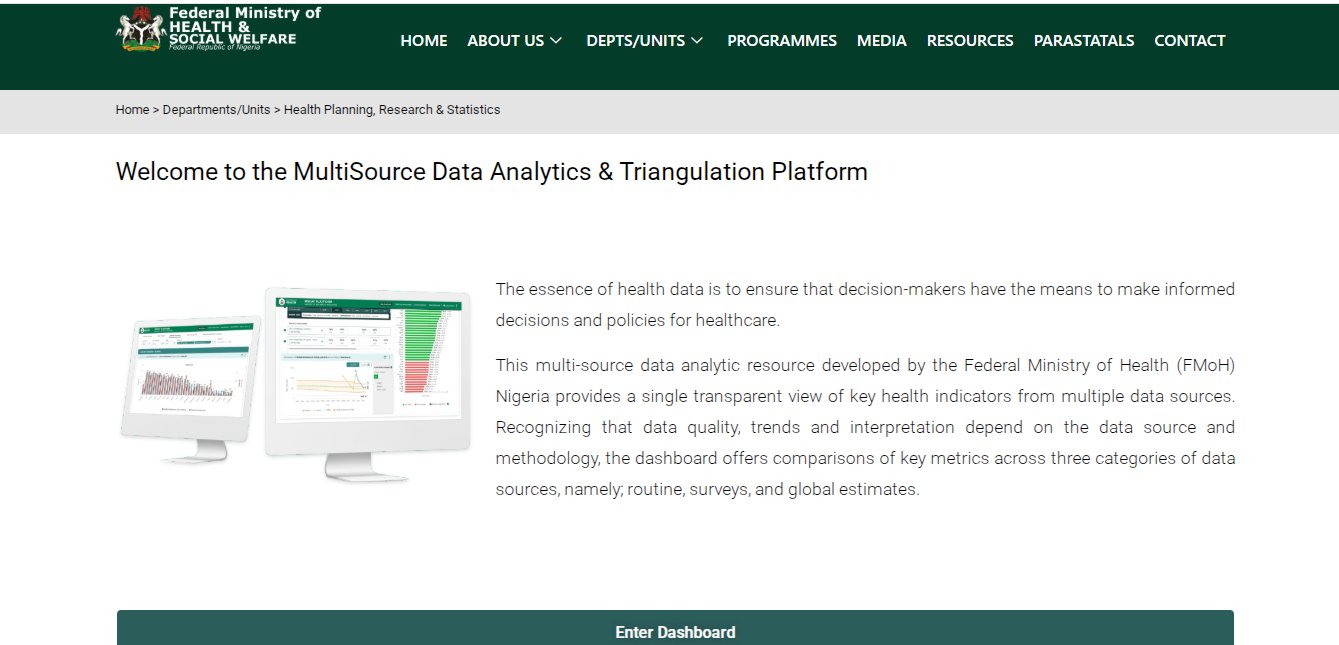 Federal Ministry of
HEALTH &
SOCIAL WELFARE
Federal Republic of Nigeria
HOME ABOUT US DEPTS/UNITS PROGRAMMES MEDIA RESOURCES PARASTATALS CONTACT
Home > Departments/Units > Health Planning, Research & Statistics
Welcome to the MultiSource Data Analytics & Triangulation Platform
The essence of health data is to ensure that decision-makers have the means to make informed
decisions and policies for healthcare.
This multi-source data analytic resource developed by the Federal Ministry of Health (FMoH)
Nigeria provides a single transparent view of key health indicators from multiple data sources.
Recognizing that data quality, trends and interpretation depend on the data source and
methodology, the dashboard offers comparisons of key metrics across three categories of data
sources, namely; routine, surveys, and global estimates.
Enter Dashboard